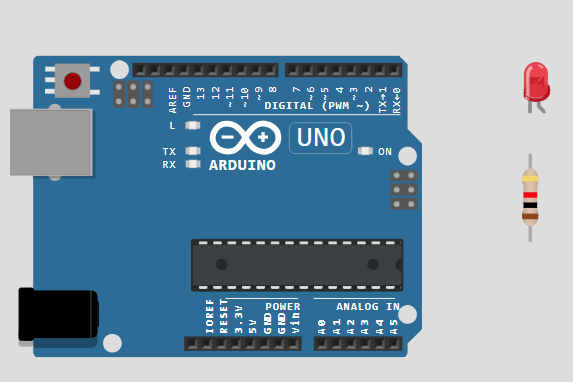 AREF
GND
13
12
~11
~10
~9
8
7
~6
~5
4
~3
2
TX→1
RX←0
DIGITAL (PWM ~)
L
TX
RX
ARDUINO
UNO
ON
POWER
ANALOG IN
IOREF
RESET
3.3V
5V
GND
GND
Vin
A0
A1
A2
A3
A4
A5